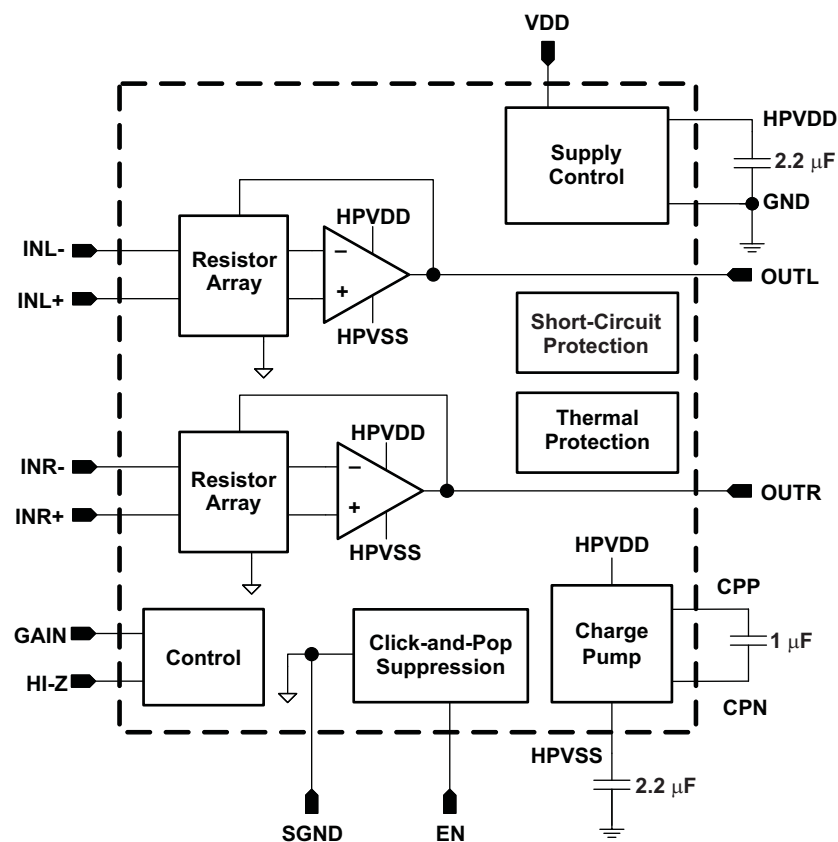 VDD
HPVDD
Supply
Control
2.2 μF
GND
HPVDD
INL-
Resistor
Array
−
+
INL+
OUTL
HPVSS
Short-Circuit
Protection
Thermal
Protection
HPVDD
INR-
Resistor
Array
−
+
INR+
OUTR
HPVSS
HPVDD
CPP
GAIN
Control
HI-Z
Click-and-Pop
Suppression
Charge
Pump
1 μF
CPN
HPVSS
2.2 μF
SGND
EN